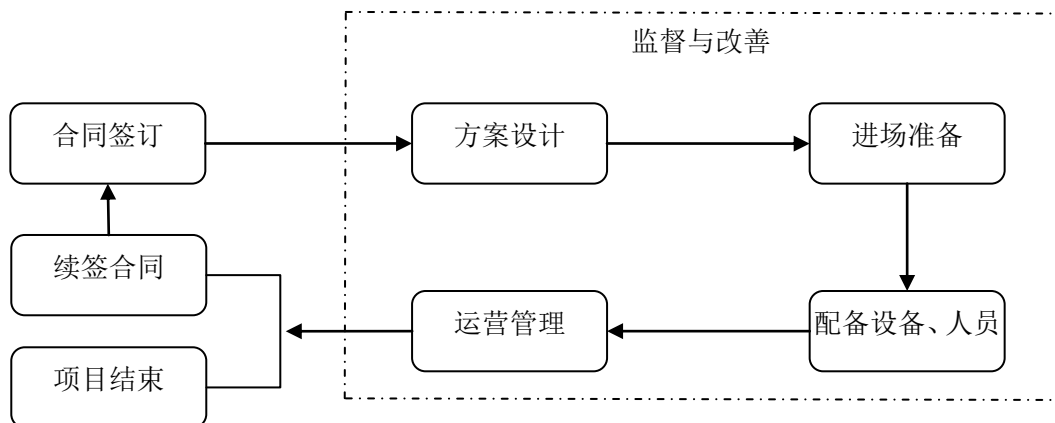 监督与改善
合同签订
方案设计
进场准备
续签合同
运营管理
配备设备、人员
项目结束